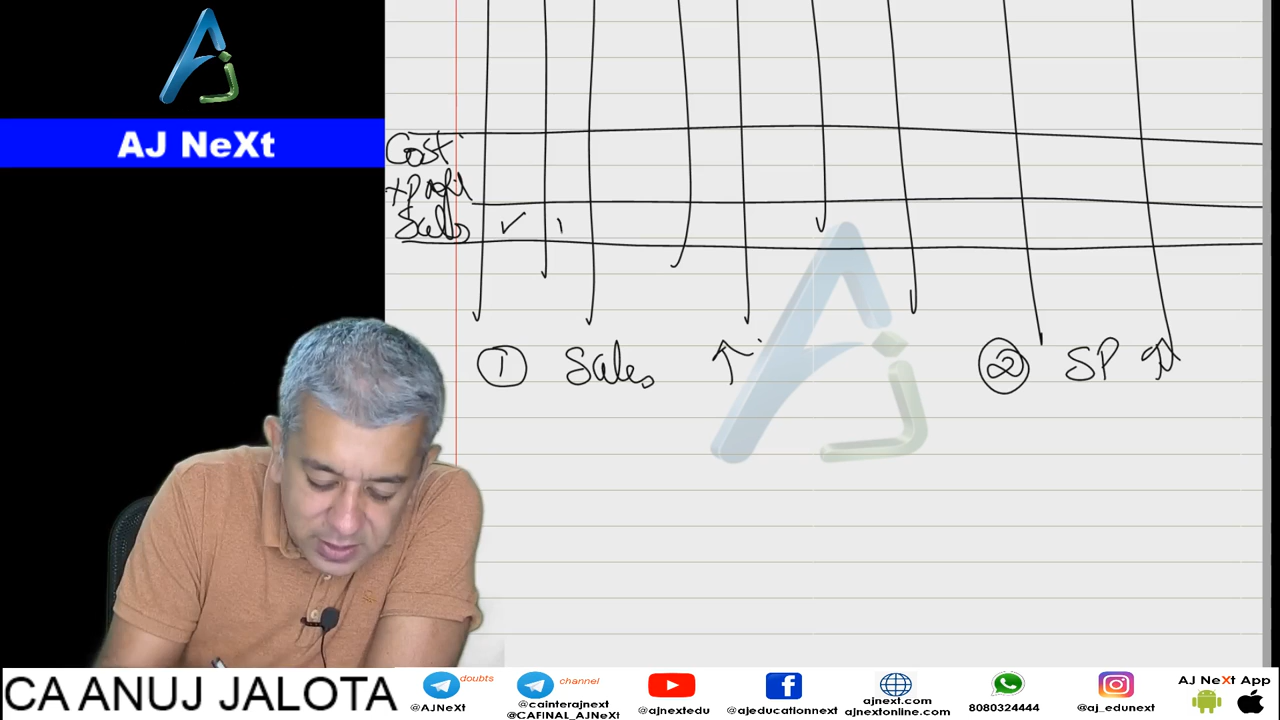 AJ NeXt
Cost
+Profit
Sales ✓
① Sales ↑
② SP ↑
CA ANUJ JALOTA
doubts
@AJNeXt
channel
@cainterajnext
@CAFINAL_AJNeXt
@ajnextedu
@ajeducationnext
ajnext.com
ajnextonline.com
8080324444
@aj_edunext
AJ NeXt App